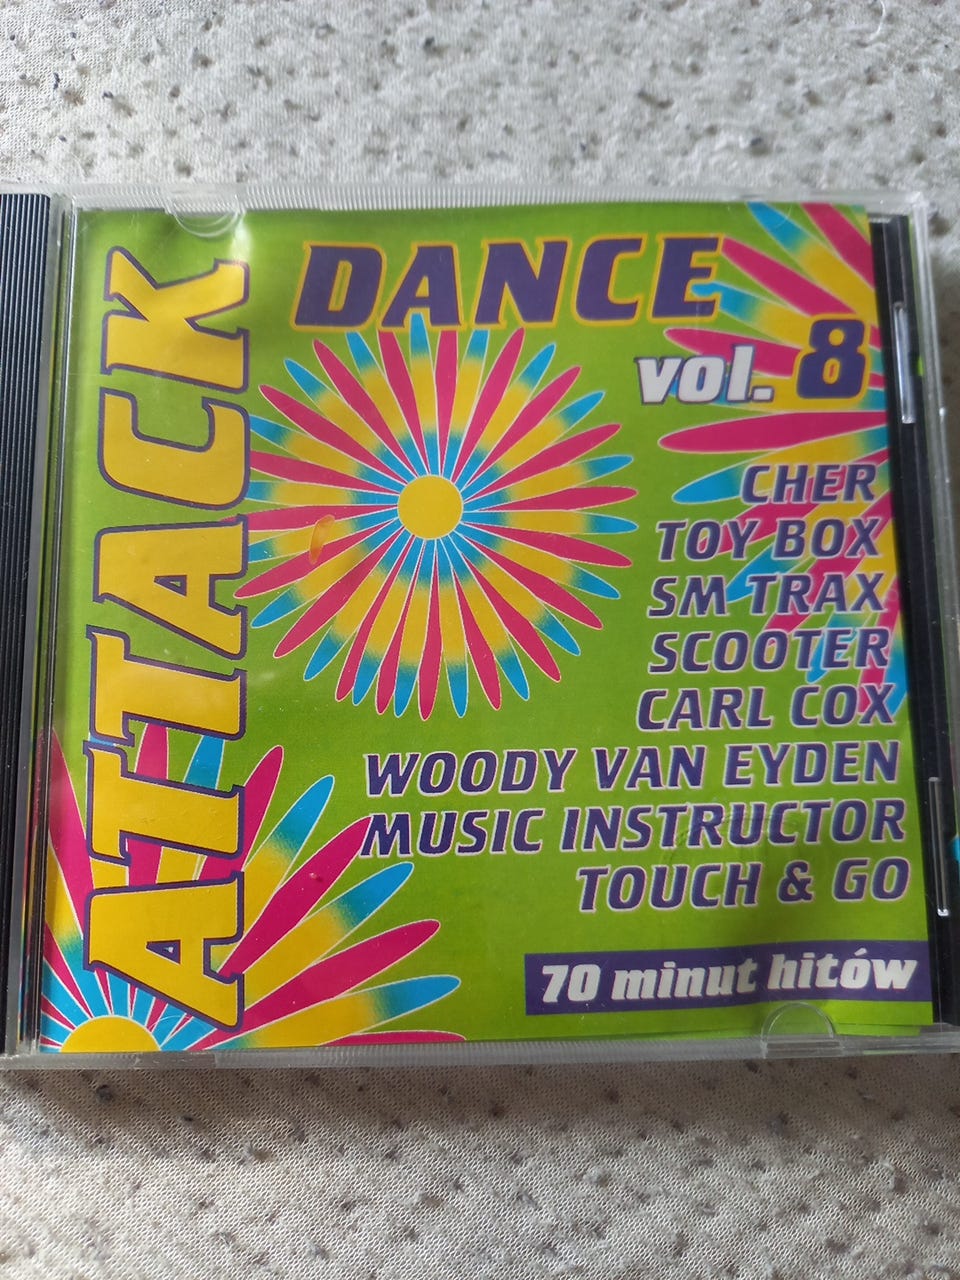 ATTACK
DANCE
vol. 8
CHER
TOY BOX
SM TRAX
SCOOTER
CARL COX
WOODY VAN EYDEN
MUSIC INSTRUCTOR
TOUCH & GO
70 minut hitów